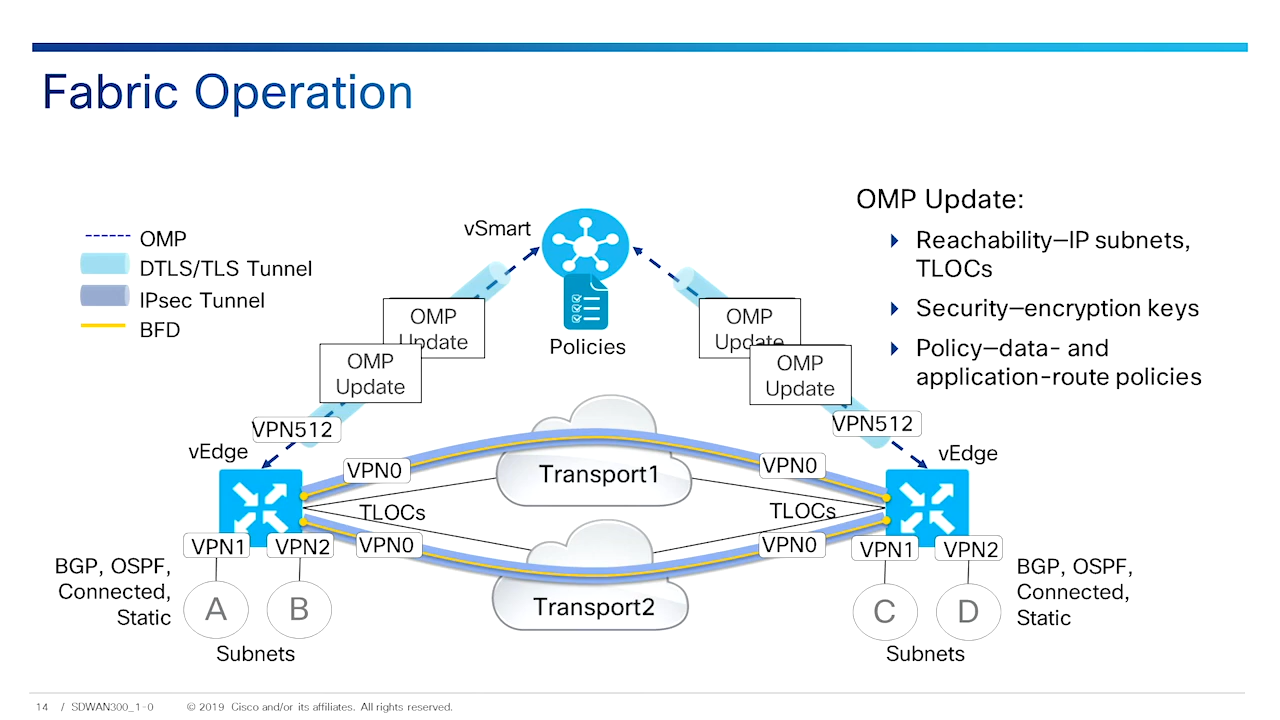 Fabric Operation
OMP
DTLS/TLS Tunnel
IPsec Tunnel
BFD
vSmart
Policies
OMP
Update
OMP
Update
OMP
Update
OMP
Update
OMP Update:
Reachability—IP subnets,
TLOCs
Security—encryption keys
Policy—data- and
application-route policies
VPN512
vEdge
VPN0
Transport1
VPN0
VPN512
vEdge
TLOCs
TLOCs
VPN1
VPN2
VPN0
VPN0
VPN1
VPN2
BGP, OSPF,
Connected,
Static
A
B
Subnets
Transport2
C
D
Subnets
BGP, OSPF,
Connected,
Static
14 / SDWAN300_1-0 © 2019 Cisco and/or its affiliates. All rights reserved.